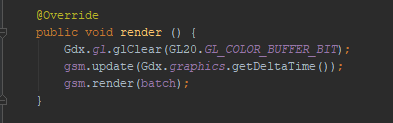 @Override
public void render () {
Gdx.gl.glClear(GL20.GL_COLOR_BUFFER_BIT);
gsm.update(Gdx.graphics.getDeltaTime());
gsm.render(batch);
}